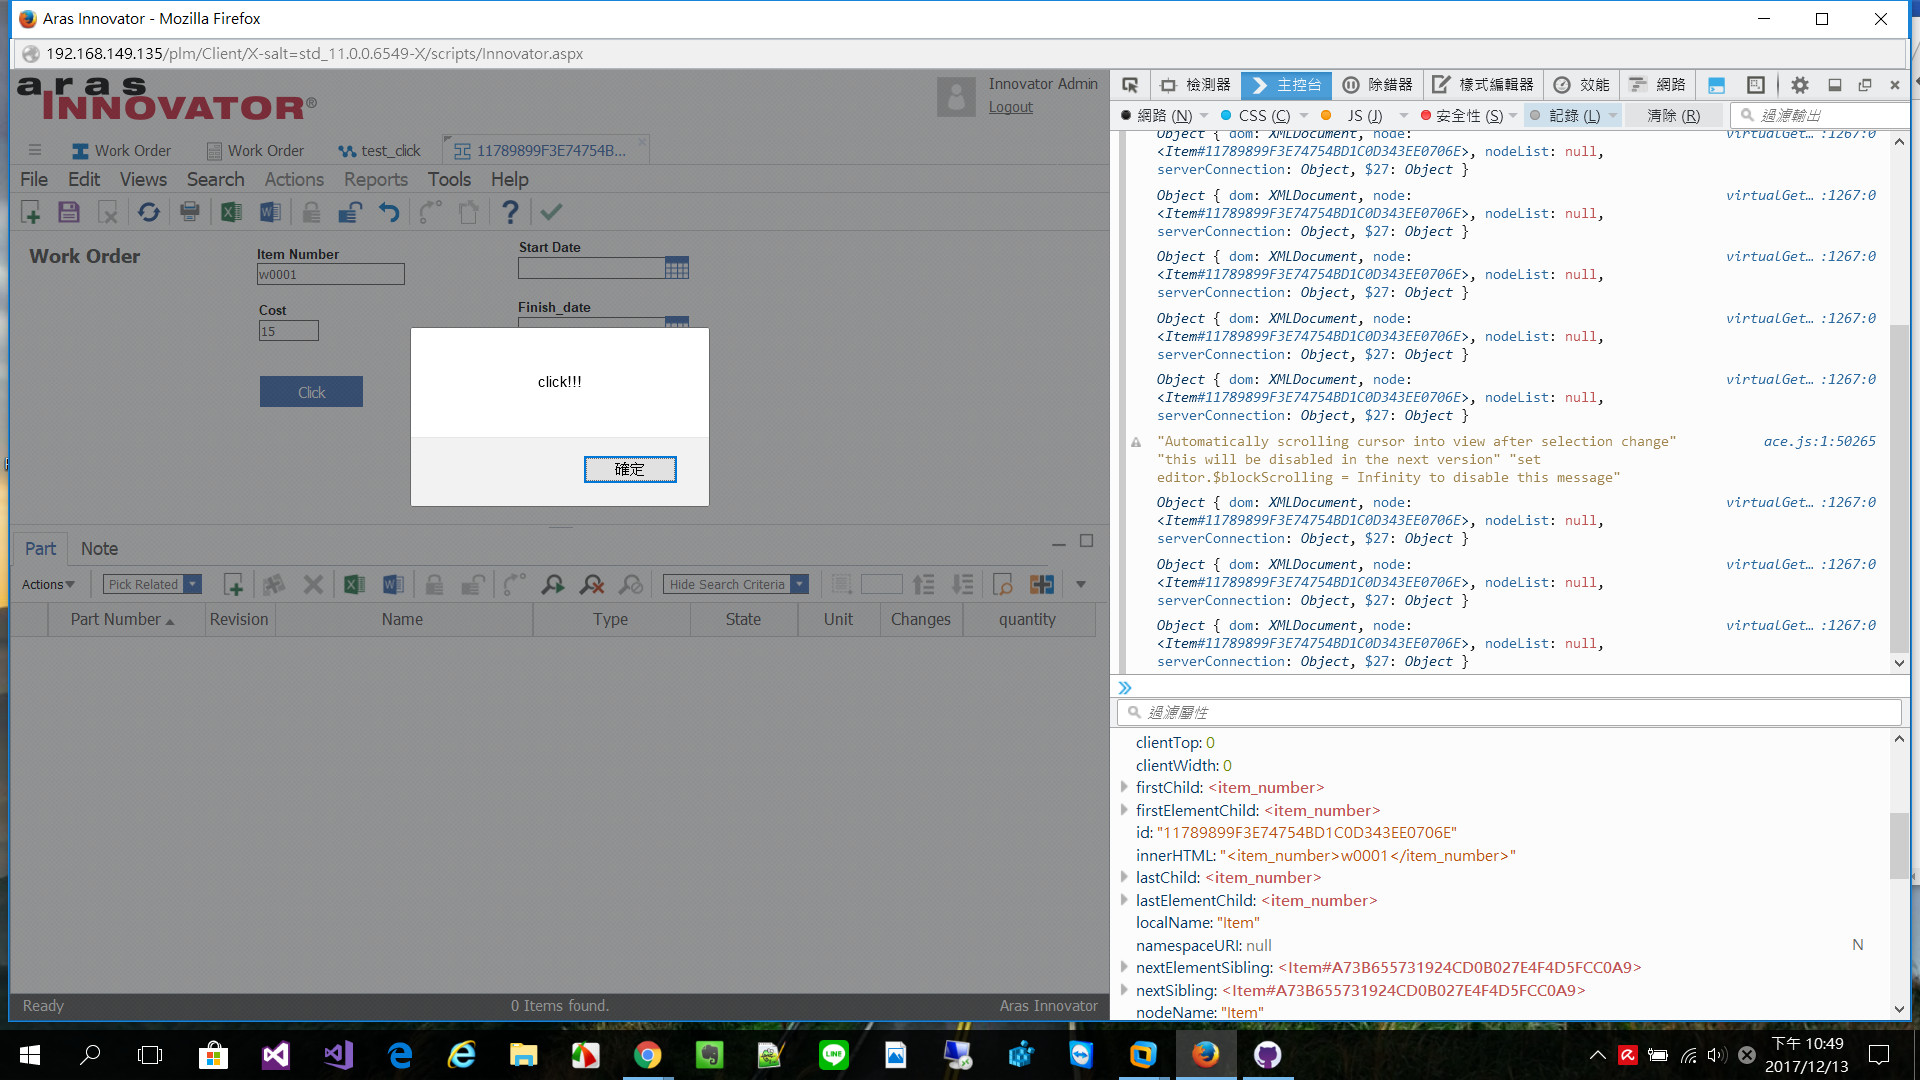 Aras Innovator - Mozilla Firefox
192.168.149.135/plm/Client/X-salt=std_11.0.0.6549-X/scripts/Innovator.aspx
aras
INNOVATOR®
Innovator Admin
Logout
Work Order
Work Order
test_click
11789899F3E74754B...
File Edit Views Search Actions Reports Tools Help
Work Order
Item Number
w0001
Start Date
Cost
15
Finish_date
Click
click!!!
確定
Part Note
Actions Pick Related Hide Search Criteria
Part Number Revision Name Type State Unit Changes quantity
Ready 0 Items found. Aras Innovator
檢測器 主控台 除錯器 樣式編輯器 效能 網路
網路 (N) CSS (C) JS (J) 安全性 (S) 記錄 (L) 清除 (R) 過濾輸出
Object { dom: XMLDocument, node: virtualGet… :1267:0
<Item#11789899F3E74754BD1C0D343EE0706E>, nodeList: null,
serverConnection: Object, $27: Object }
Object { dom: XMLDocument, node: virtualGet… :1267:0
<Item#11789899F3E74754BD1C0D343EE0706E>, nodeList: null,
serverConnection: Object, $27: Object }
Object { dom: XMLDocument, node: virtualGet… :1267:0
<Item#11789899F3E74754BD1C0D343EE0706E>, nodeList: null,
serverConnection: Object, $27: Object }
Object { dom: XMLDocument, node: virtualGet… :1267:0
<Item#11789899F3E74754BD1C0D343EE0706E>, nodeList: null,
serverConnection: Object, $27: Object }
Object { dom: XMLDocument, node: virtualGet… :1267:0
<Item#11789899F3E74754BD1C0D343EE0706E>, nodeList: null,
serverConnection: Object, $27: Object }
"Automatically scrolling cursor into view after selection change" ace.js:1:50265
"this will be disabled in the next version" "set
editor.$blockScrolling = Infinity to disable this message"
Object { dom: XMLDocument, node: virtualGet… :1267:0
<Item#11789899F3E74754BD1C0D343EE0706E>, nodeList: null,
serverConnection: Object, $27: Object }
Object { dom: XMLDocument, node: virtualGet… :1267:0
<Item#11789899F3E74754BD1C0D343EE0706E>, nodeList: null,
serverConnection: Object, $27: Object }
Object { dom: XMLDocument, node: virtualGet… :1267:0
<Item#11789899F3E74754BD1C0D343EE0706E>, nodeList: null,
serverConnection: Object, $27: Object }
過濾屬性
clientTop: 0
clientWidth: 0
firstChild: <item_number>
firstElementChild: <item_number>
id: "11789899F3E74754BD1C0D343EE0706E"
innerHTML: "<item_number>w0001</item_number>"
lastChild: <item_number>
lastElementChild: <item_number>
localName: "Item"
namespaceURI: null
N
nextElementSibling: <Item#A73B655731924CD0B027E4F4D5FCC0A9>
nextSibling: <Item#A73B655731924CD0B027E4F4D5FCC0A9>
nodeName: "Item"
LINE
下午 10:49
2017/12/13